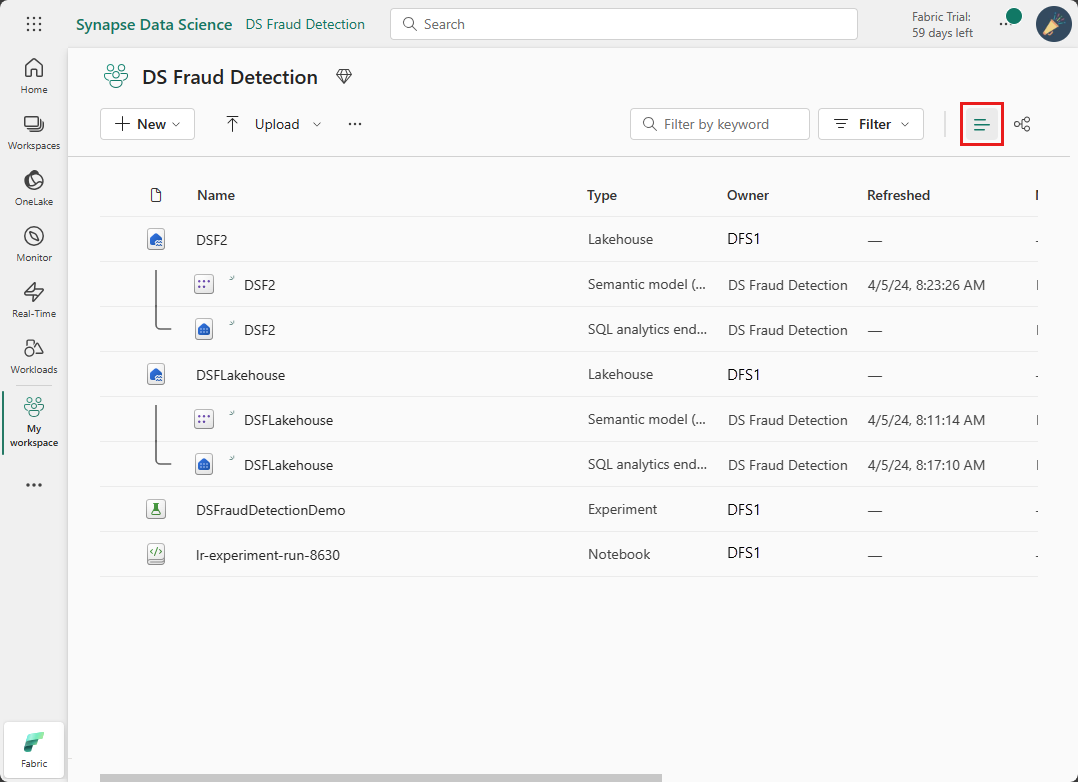 Synapse Data Science DS Fraud Detection Search Fabric Trial: 59 days left
DS Fraud Detection
New Upload Filter by keyword Filter
Home
Workspaces
OneLake
Monitor
Real-Time
Workloads
My workspace
Fabric
Name Type Owner Refreshed
DSF2 Lakehouse DFS1 —
DSF2 Semantic model (... DS Fraud Detection 4/5/24, 8:23:26 AM
DSF2 SQL analytics end... DS Fraud Detection —
DSFLakehouse Lakehouse DFS1 —
DSFLakehouse Semantic model (... DS Fraud Detection 4/5/24, 8:11:14 AM
DSFLakehouse SQL analytics end... DS Fraud Detection 4/5/24, 8:17:10 AM
DSFraudDetectionDemo Experiment DFS1 —
lr-experiment-run-8630 Notebook DFS1 —